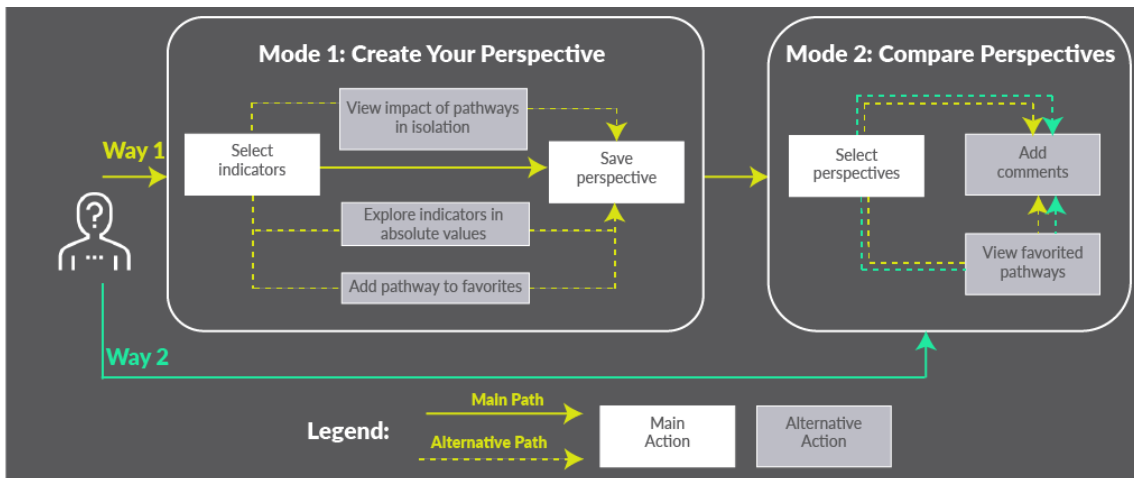 Mode 1: Create Your Perspective
View impact of pathways
in isolation
Way 1
Select
indicators
Save
perspective
Explore indicators in
absolute values
Add pathway to favorites
Mode 2: Compare Perspectives
Select
perspectives
Add
comments
View favorited
pathways
?
...
Way 2
Legend:
Main Path
Alternative Path
Main
Action
Alternative
Action